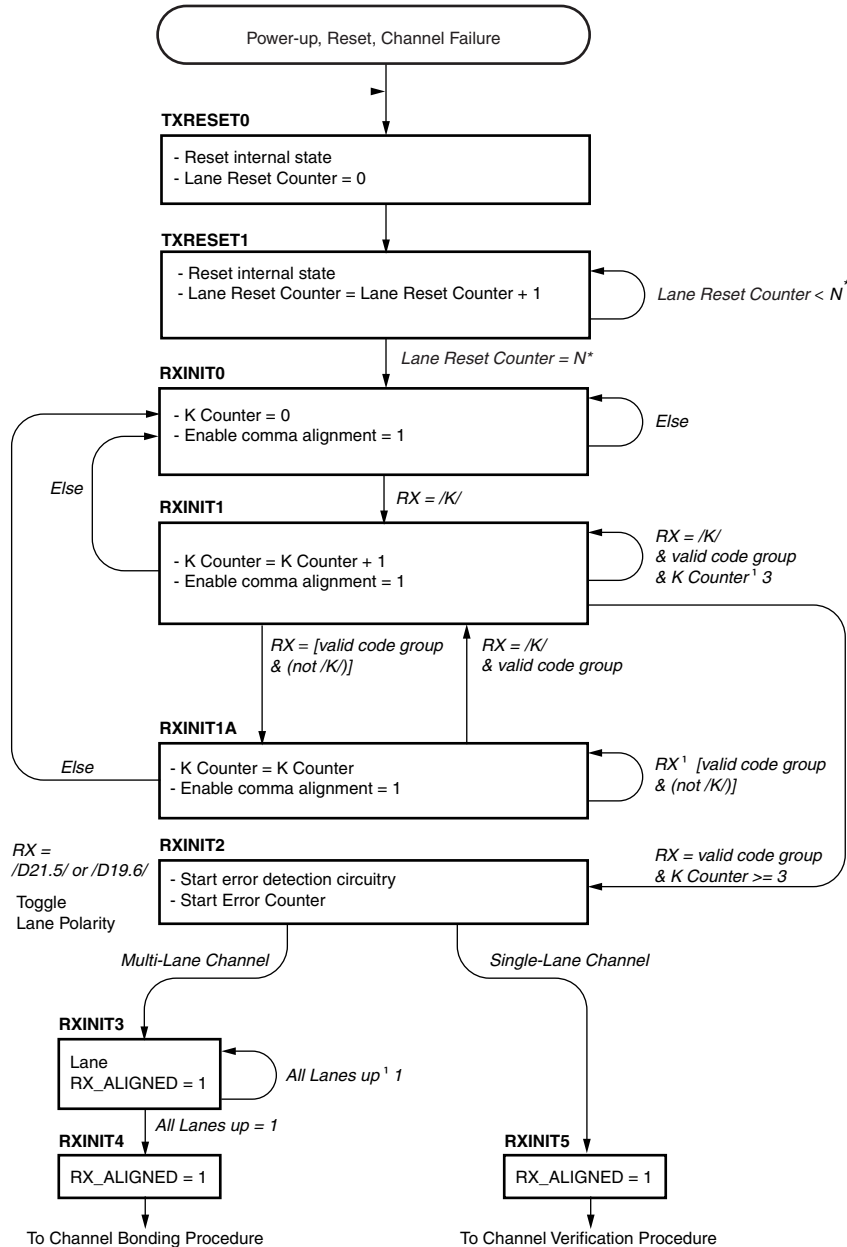 Power-up, Reset, Channel Failure
TXRESET0
- Reset internal state
- Lane Reset Counter = 0
TXRESET1
- Reset internal state
- Lane Reset Counter = Lane Reset Counter + 1
Lane Reset Counter < N*
Lane Reset Counter = N*
RXINIT0
- K Counter = 0
- Enable comma alignment = 1
Else
Else
RX = /K/
RXINIT1
- K Counter = K Counter + 1
- Enable comma alignment = 1
RX = /K/
& valid code group
& K Counter ¹ 3
RX = [valid code group
& (not /K/)]
RX = /K/
& valid code group
RXINIT1A
- K Counter = K Counter
- Enable comma alignment = 1
Else
RX ¹ [valid code group
& (not /K/)]
RXINIT2
- Start error detection circuitry
- Start Error Counter
RX =
/D21.5/ or /D19.6/
Toggle
Lane Polarity
RX = valid code group
& K Counter >= 3
Multi-Lane Channel
Single-Lane Channel
RXINIT3
Lane
RX_ALIGNED = 1
All Lanes up ¹ 1
All Lanes up = 1
RXINIT4
RX_ALIGNED = 1
RXINIT5
RX_ALIGNED = 1
To Channel Bonding Procedure
To Channel Verification Procedure